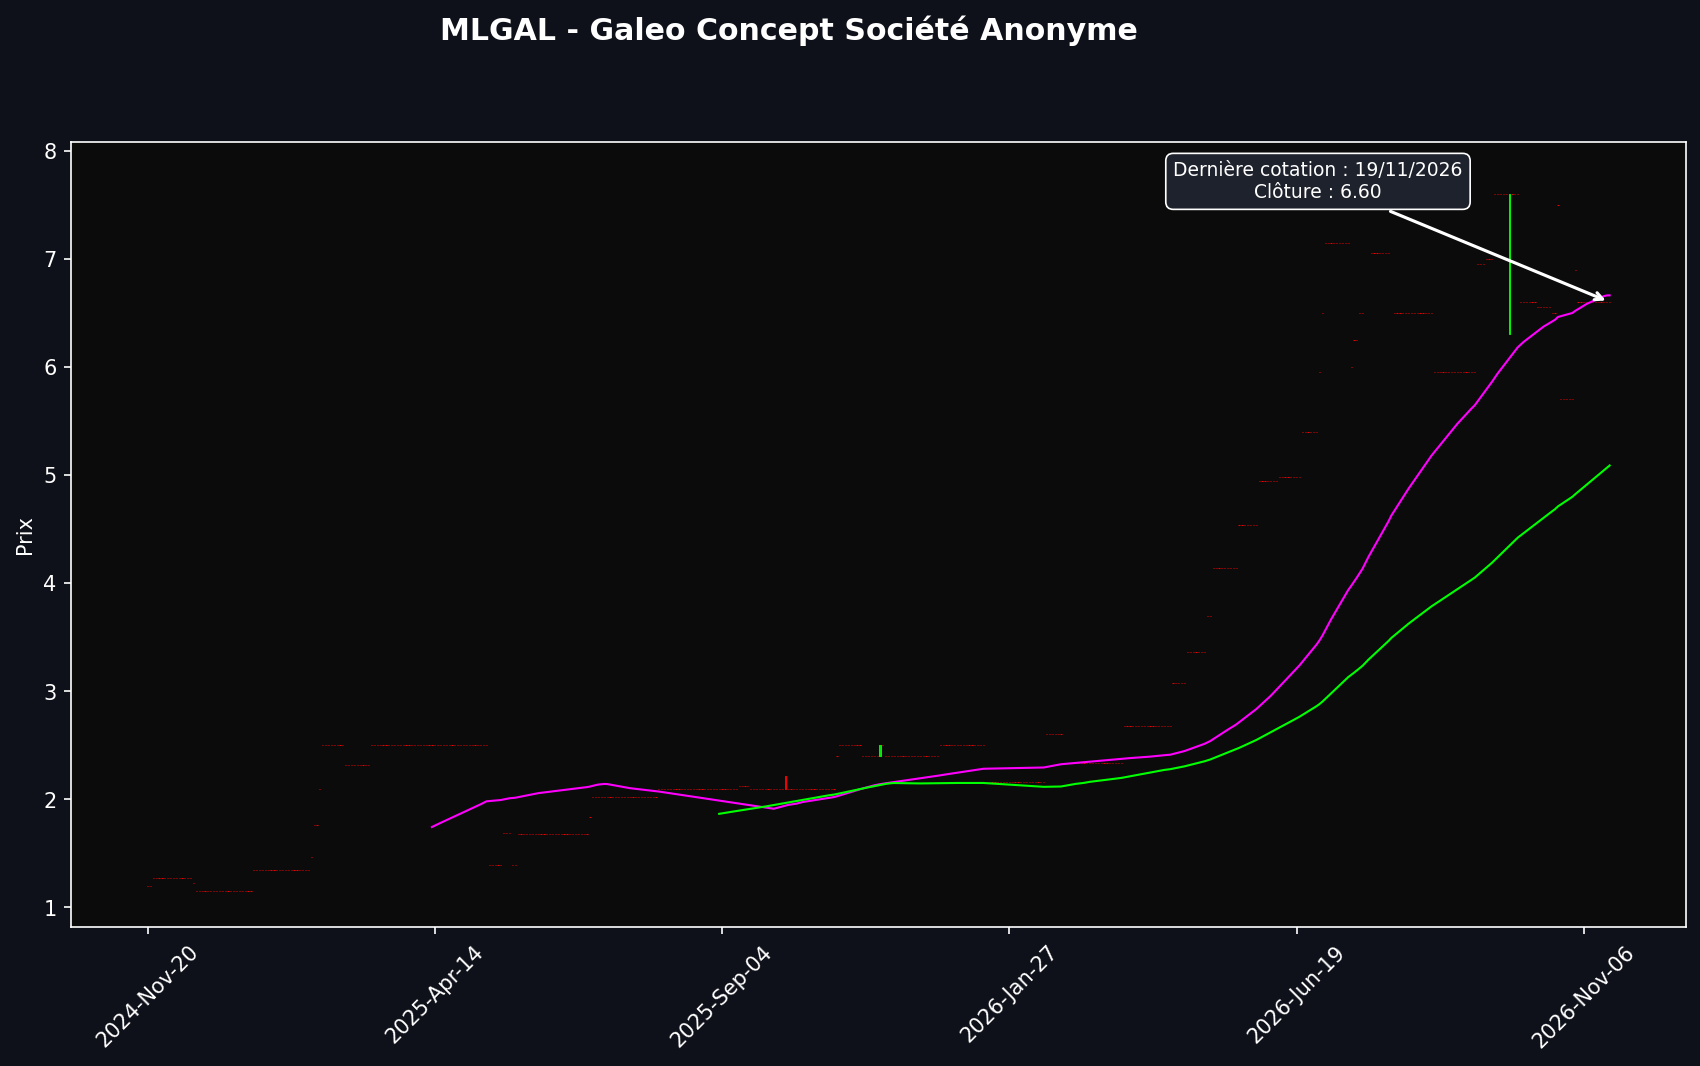 MLGAL - Galeo Concept Société Anonyme
Dernière cotation : 19/11/2026
Clôture : 6.60
8
7
6
5
4
3
2
1
Prix
2024-Nov-20
2025-Apr-14
2025-Sep-04
2026-Jan-27
2026-Jun-19
2026-Nov-06